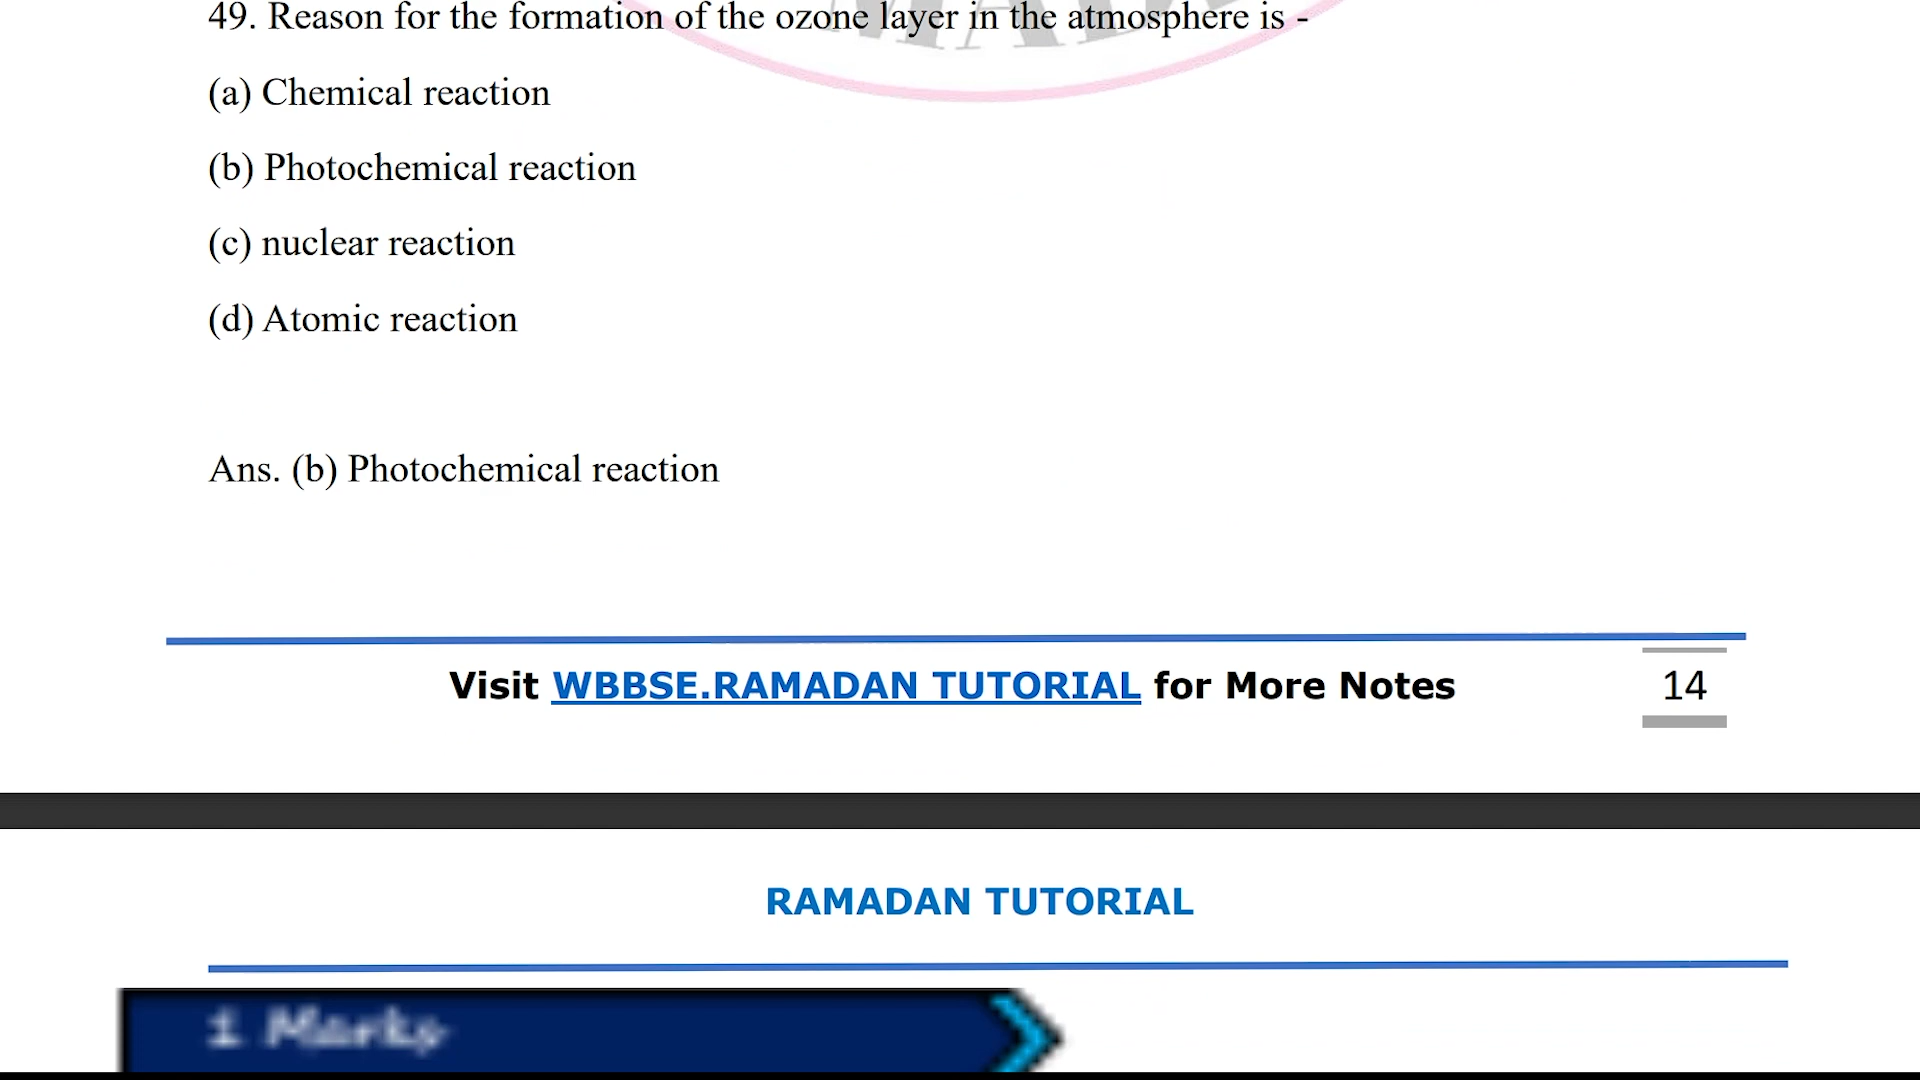 49. Reason for the formation of the ozone layer in the atmosphere is -
(a) Chemical reaction
(b) Photochemical reaction
(c) nuclear reaction
(d) Atomic reaction
Ans. (b) Photochemical reaction
Visit WBBSE.RAMADAN TUTORIAL for More Notes
14
RAMADAN TUTORIAL
1 Marks